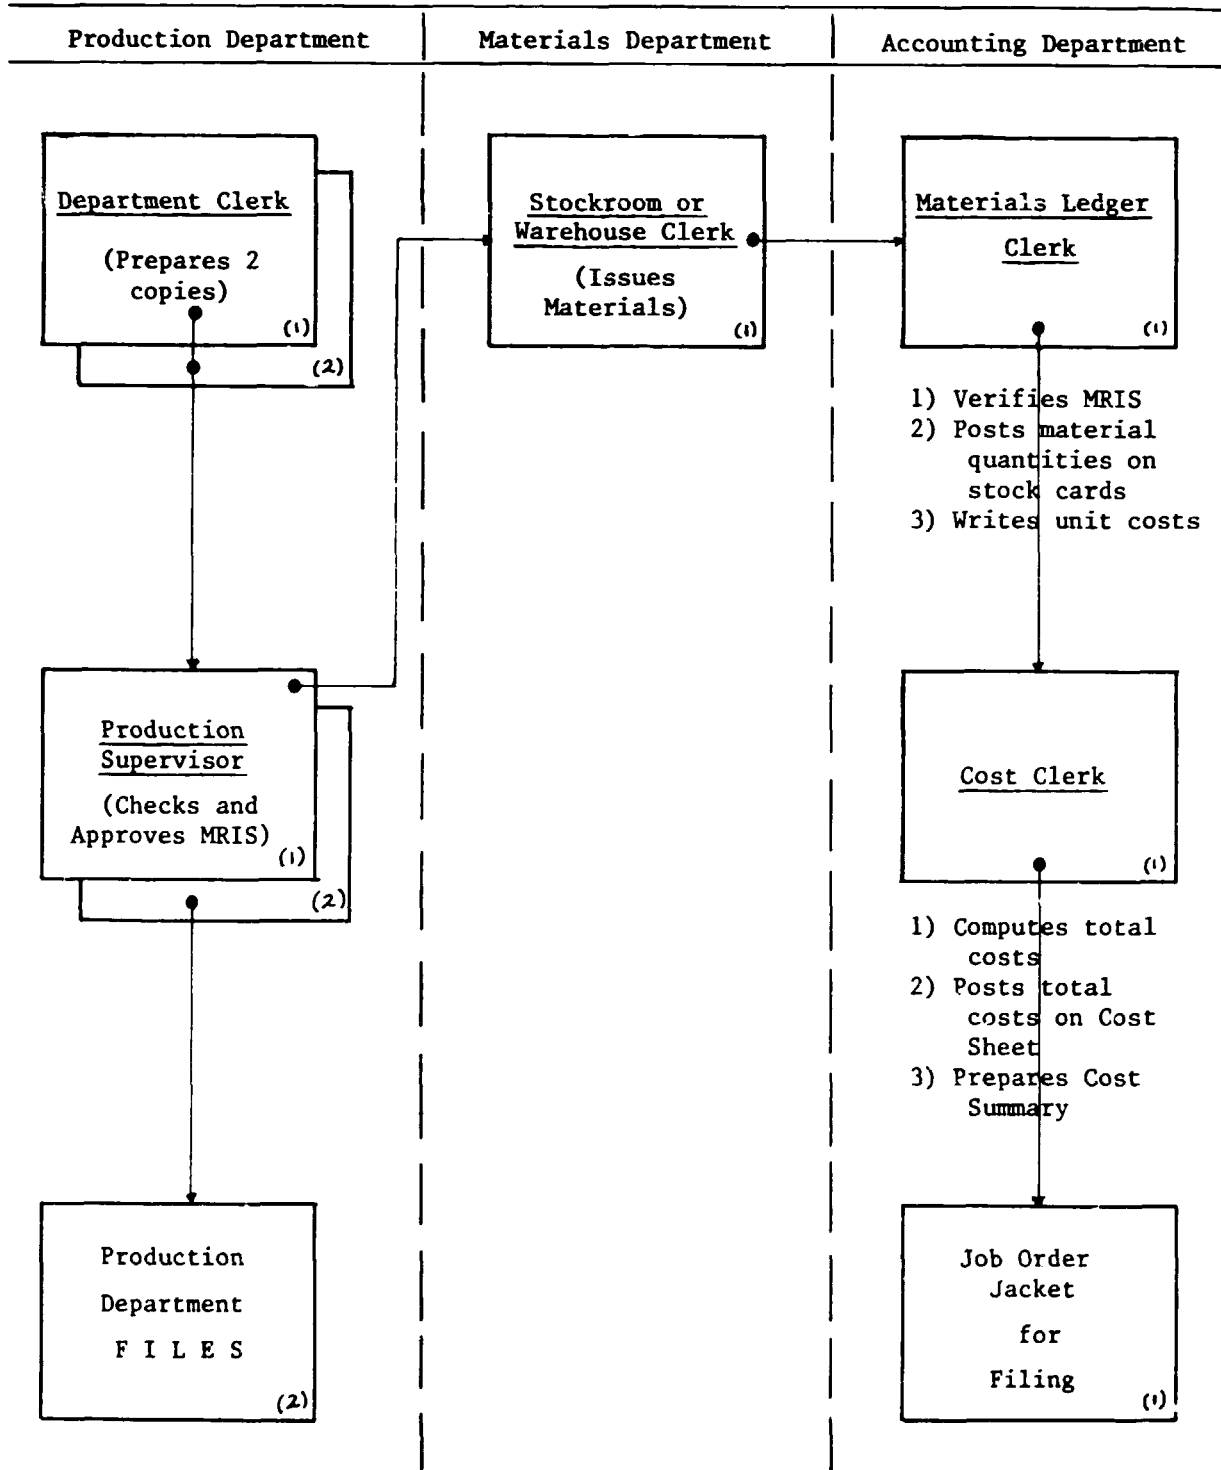 Production Department
Materials Department
Accounting Department
Department Clerk
(Prepares 2
copies)
(1)
(2)
Stockroom or
Warehouse Clerk
(Issues
Materials)
(1)
Materials Ledger
Clerk
(1)
1) Verifies MRIS
2) Posts material
quantities on
stock cards
3) Writes unit costs
Production
Supervisor
(Checks and
Approves MRIS)
(1)
(2)
Cost Clerk
(1)
1) Computes total
costs
2) Posts total
costs on Cost
Sheet
3) Prepares Cost
Summary
Production
Department
F I L E S
(2)
Job Order
Jacket
for
Filing
(1)